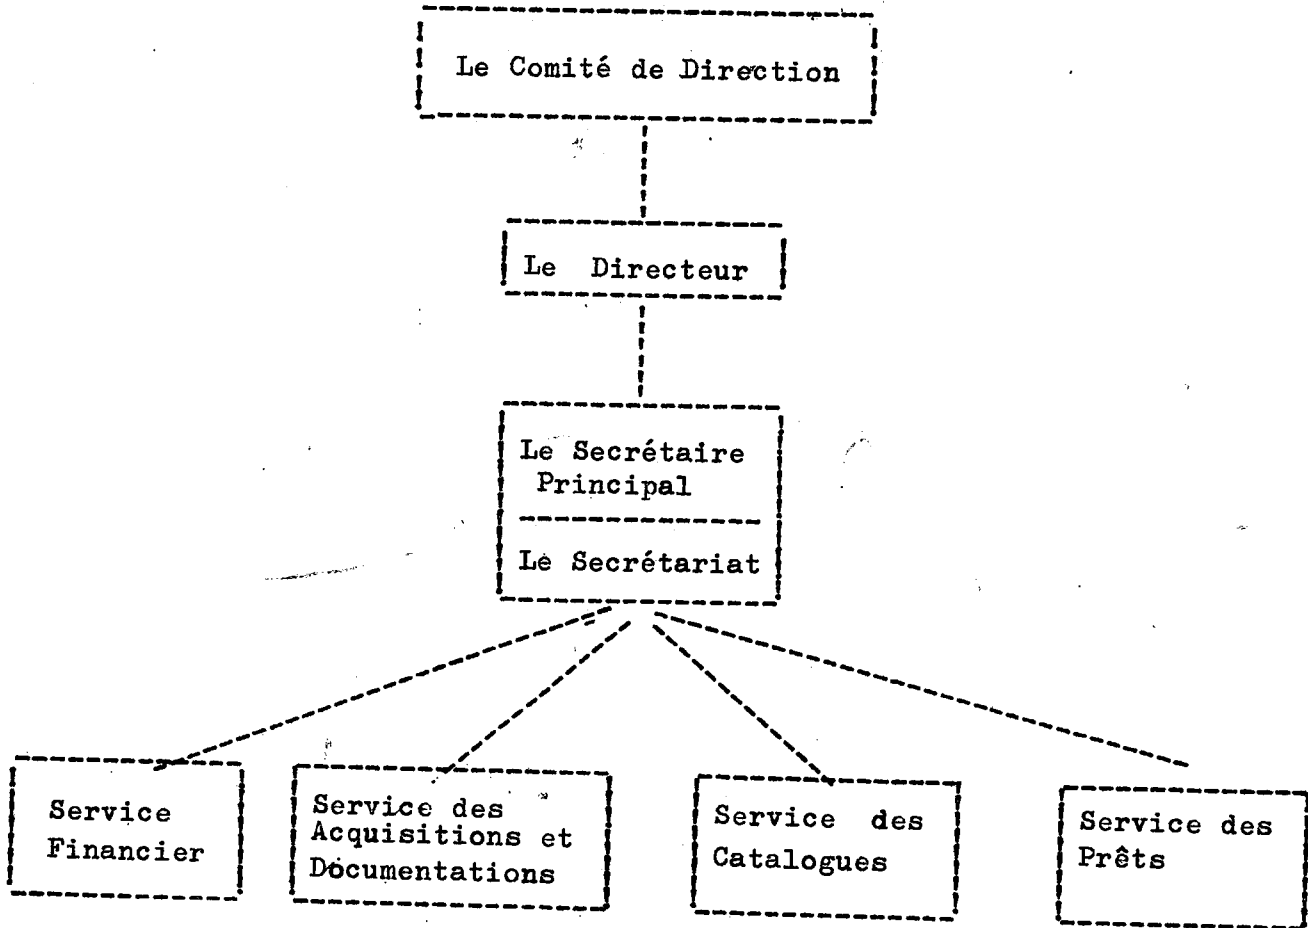 Le Comité de Direction
Le Directeur
Le Secrétaire
Principal
Le Secrétariat
Service
Financier
Service des
Acquisitions et
Documentations
Service des
Catalogues
Service des
Prêts